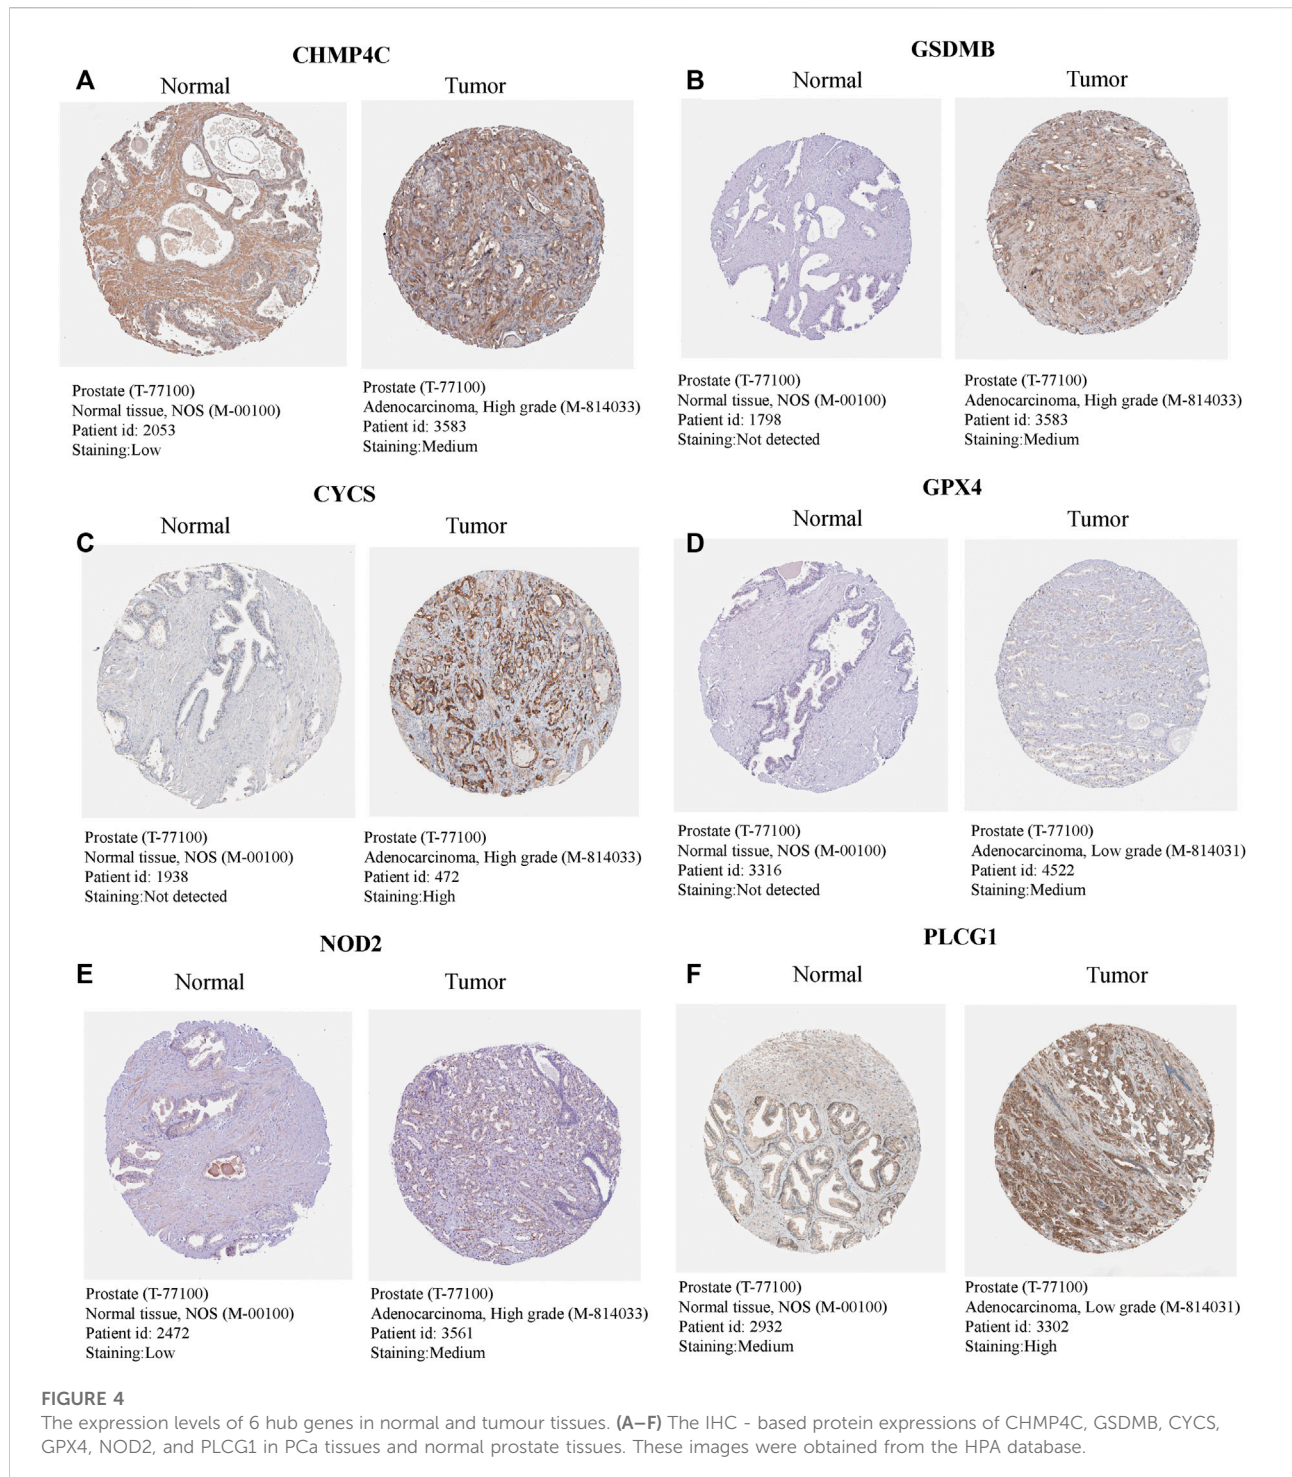 CHMP4C
A
Normal
Tumor
Prostate (T-77100)
Normal tissue, NOS (M-00100)
Patient id: 2053
Staining:Low
Prostate (T-77100)
Adenocarcinoma, High grade (M-814033)
Patient id: 3583
Staining:Medium
GSDMB
B
Normal
Tumor
Prostate (T-77100)
Normal tissue, NOS (M-00100)
Patient id: 1798
Staining:Not detected
Prostate (T-77100)
Adenocarcinoma, High grade (M-814033)
Patient id: 3583
Staining:Medium
CYCS
C
Normal
Tumor
Prostate (T-77100)
Normal tissue, NOS (M-00100)
Patient id: 1938
Staining:Not detected
Prostate (T-77100)
Adenocarcinoma, High grade (M-814033)
Patient id: 472
Staining:High
GPX4
D
Normal
Tumor
Prostate (T-77100)
Normal tissue, NOS (M-00100)
Patient id: 3316
Staining:Not detected
Prostate (T-77100)
Adenocarcinoma, Low grade (M-814031)
Patient id: 4522
Staining:Medium
NOD2
E
Normal
Tumor
Prostate (T-77100)
Normal tissue, NOS (M-00100)
Patient id: 2472
Staining:Low
Prostate (T-77100)
Adenocarcinoma, High grade (M-814033)
Patient id: 3561
Staining:Medium
PLCG1
F
Normal
Tumor
Prostate (T-77100)
Normal tissue, NOS (M-00100)
Patient id: 2932
Staining:Medium
Prostate (T-77100)
Adenocarcinoma, Low grade (M-814031)
Patient id: 3302
Staining:High
FIGURE 4
The expression levels of 6 hub genes in normal and tumour tissues. (A–F) The IHC - based protein expressions of CHMP4C, GSDMB, CYCS,
GPX4, NOD2, and PLCG1 in PCa tissues and normal prostate tissues. These images were obtained from the HPA database.